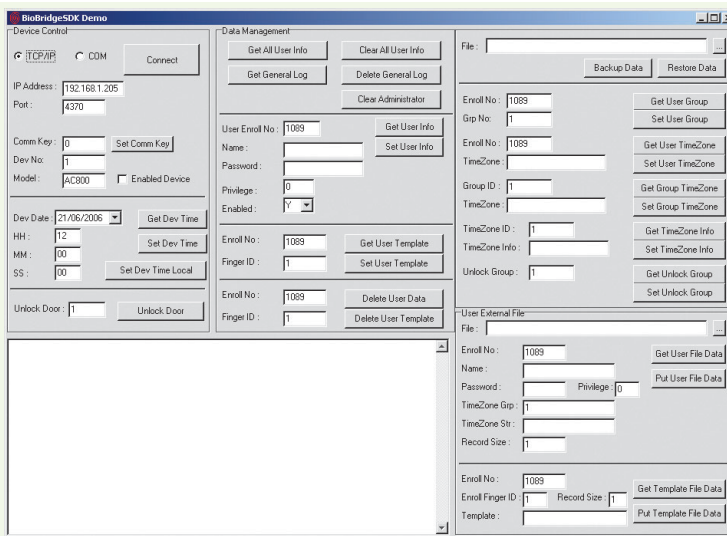 BioBridgeSDK Demo
Device Control
TCP/IP COM Connect
IP Address : 192.168.1.205
Port : 4370
Comm Key : 0 Set Comm Key
Dev No: 1
Model : AC800 Enabled Device
Dev Date : 21/06/2006 Get Dev Time
HH : 12
MM : 00 Set Dev Time
SS : 00 Set Dev Time Local
Unlock Door : 1 Unlock Door
Data Management
Get All User Info Clear All User Info
Get General Log Delete General Log
Clear Administrator
User Enroll No : 1089 Get User Info
Name : Set User Info
Password :
Privilege : 0
Enabled : Y
Enroll No : 1089 Get User Template
Finger ID : 1 Set User Template
Enroll No : 1089 Delete User Data
Finger ID : 1 Delete User Template
File : ...
Backup Data Restore Data
Enroll No : 1089 Get User Group
Grp No: 1 Set User Group
Enroll No : 1089 Get User TimeZone
TimeZone : Set User TimeZone
Group ID : 1 Get Group TimeZone
TimeZone : Set Group TimeZone
TimeZone ID : 1 Get TimeZone Info
TimeZone Info : Set TimeZone Info
Unlock Group : 1 Get Unlock Group
Set Unlock Group
User External File
File : ...
Enroll No : 1089 Get User File Data
Name :
Put User File Data
Password : Privilege : 0
TimeZone Grp : 1
TimeZone Str :
Record Size : 1
Enroll No : 1089
Get Template File Data
Enroll Finger ID : 1 Record Size : 1
Template : Put Template File Data